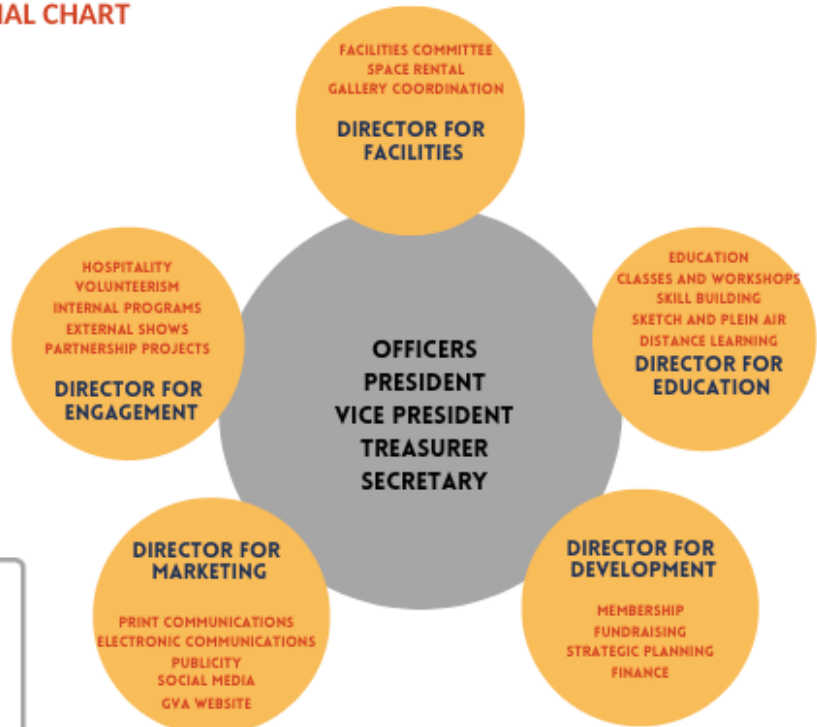 IAL CHART
FACILITIES COMMITTEE
SPACE RENTAL
GALLERY COORDINATION
DIRECTOR FOR
FACILITIES
HOSPITALITY
VOLUNTEERISM
INTERNAL PROGRAMS
EXTERNAL SHOWS
PARTNERSHIP PROJECTS
DIRECTOR FOR
ENGAGEMENT
EDUCATION
CLASSES AND WORKSHOPS
SKILL BUILDING
SKETCH AND PLEIN AIR
DISTANCE LEARNING
DIRECTOR FOR
EDUCATION
OFFICERS
PRESIDENT
VICE PRESIDENT
TREASURER
SECRETARY
DIRECTOR FOR
MARKETING
PRINT COMMUNICATIONS
ELECTRONIC COMMUNICATIONS
PUBLICITY
SOCIAL MEDIA
GVA WEBSITE
DIRECTOR FOR
DEVELOPMENT
MEMBERSHIP
FUNDRAISING
STRATEGIC PLANNING
FINANCE